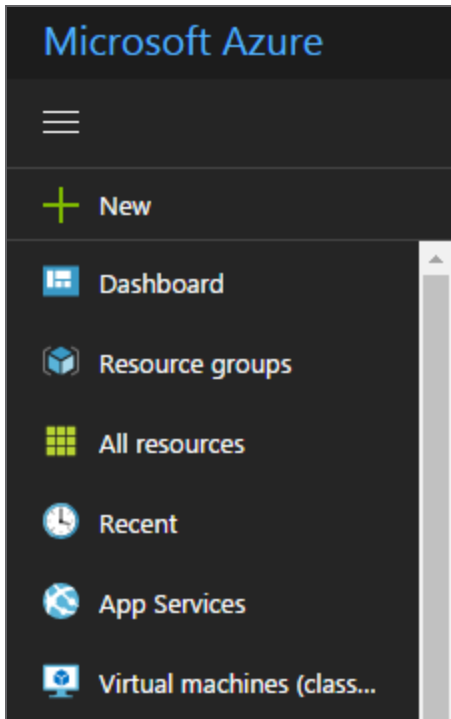 Microsoft Azure
New
Dashboard
Resource groups
All resources
Recent
App Services
Virtual machines (class...